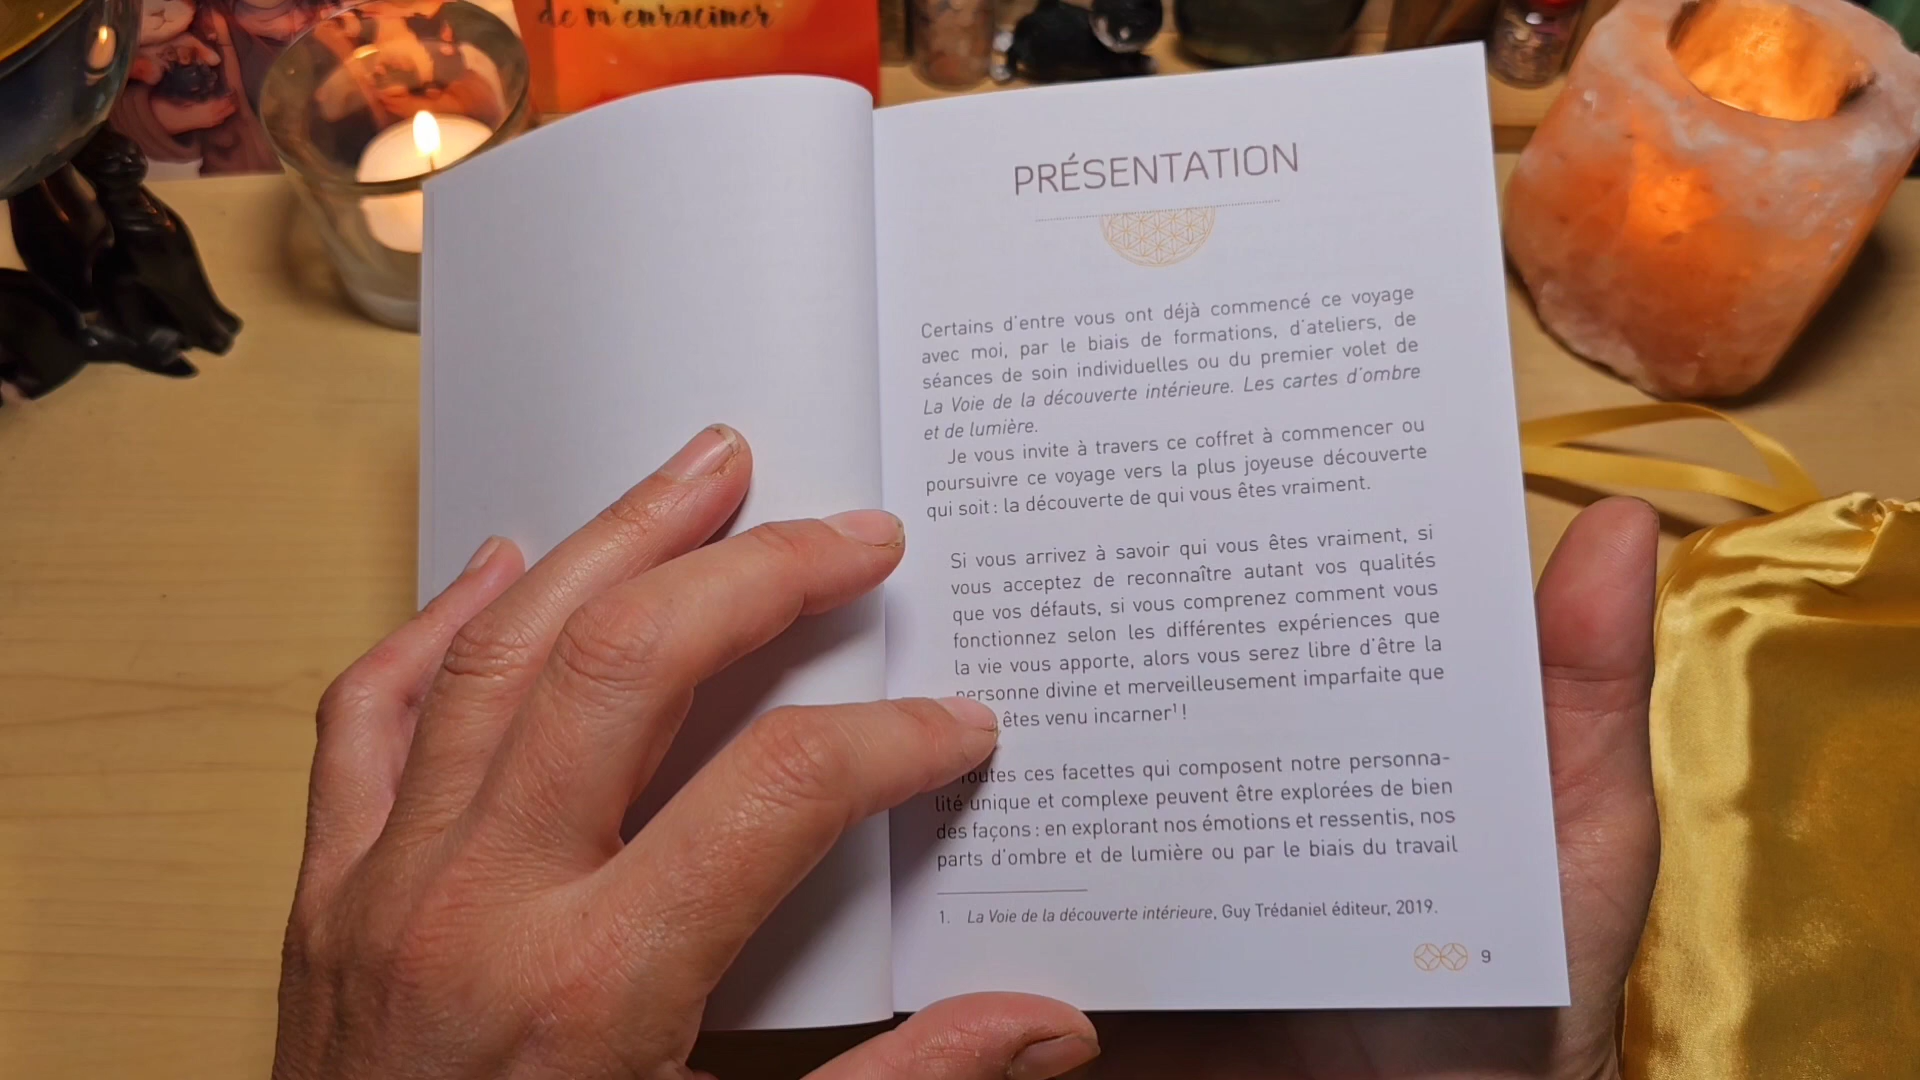 de m'enraciner
PRÉSENTATION
Certains d'entre vous ont déjà commencé ce voyage
avec moi, par le biais de formations, d'ateliers, de
séances de soin individuelles ou du premier volet de
La Voie de la découverte intérieure. Les cartes d'ombre
et de lumière.
Je vous invite à travers ce coffret à commencer ou
poursuivre ce voyage vers la plus joyeuse découverte
qui soit : la découverte de qui vous êtes vraiment.
Si vous arrivez à savoir qui vous êtes vraiment, si
vous acceptez de reconnaître autant vos qualités
que vos défauts, si vous comprenez comment vous
fonctionnez selon les différentes expériences que
la vie vous apporte, alors vous serez libre d'être la
personne divine et merveilleusement imparfaite que
êtes venu incarner¹ !
Toutes ces facettes qui composent notre personna-
lité unique et complexe peuvent être explorées de bien
des façons : en explorant nos émotions et ressentis, nos
parts d'ombre et de lumière ou par le biais du travail
1. La Voie de la découverte intérieure, Guy Trédaniel éditeur, 2019.
9